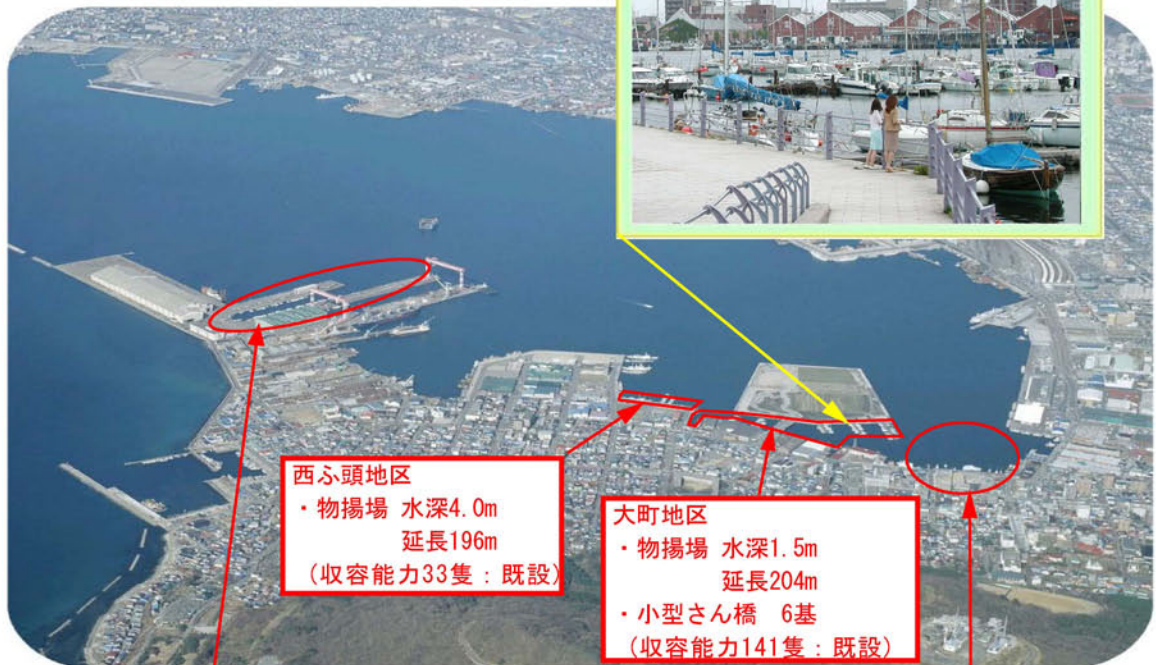 西ふ頭地区
・物揚場 水深4.0m
延長196m
(収容能力33隻：既設)
大町地区
・物揚場 水深1.5m
延長204m
・小型さん橋 6基
(収容能力141隻：既設)